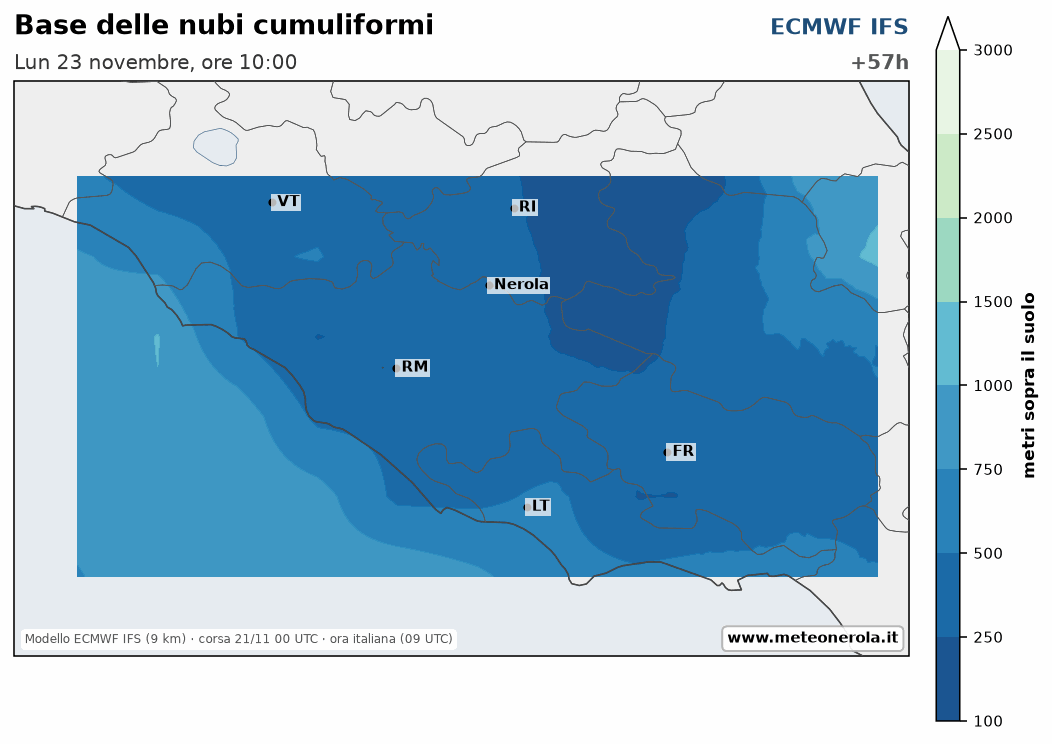 Base delle nubi cumuliformi
ECMWF IFS
Lun 23 novembre, ore 10:00
+57h
3000
2500
2000
1500
1000
750
500
250
100
metri sopra il suolo
VT
RI
Nerola
RM
FR
LT
Modello ECMWF IFS (9 km) · corsa 21/11 00 UTC · ora italiana (09 UTC)
www.meteonerola.it